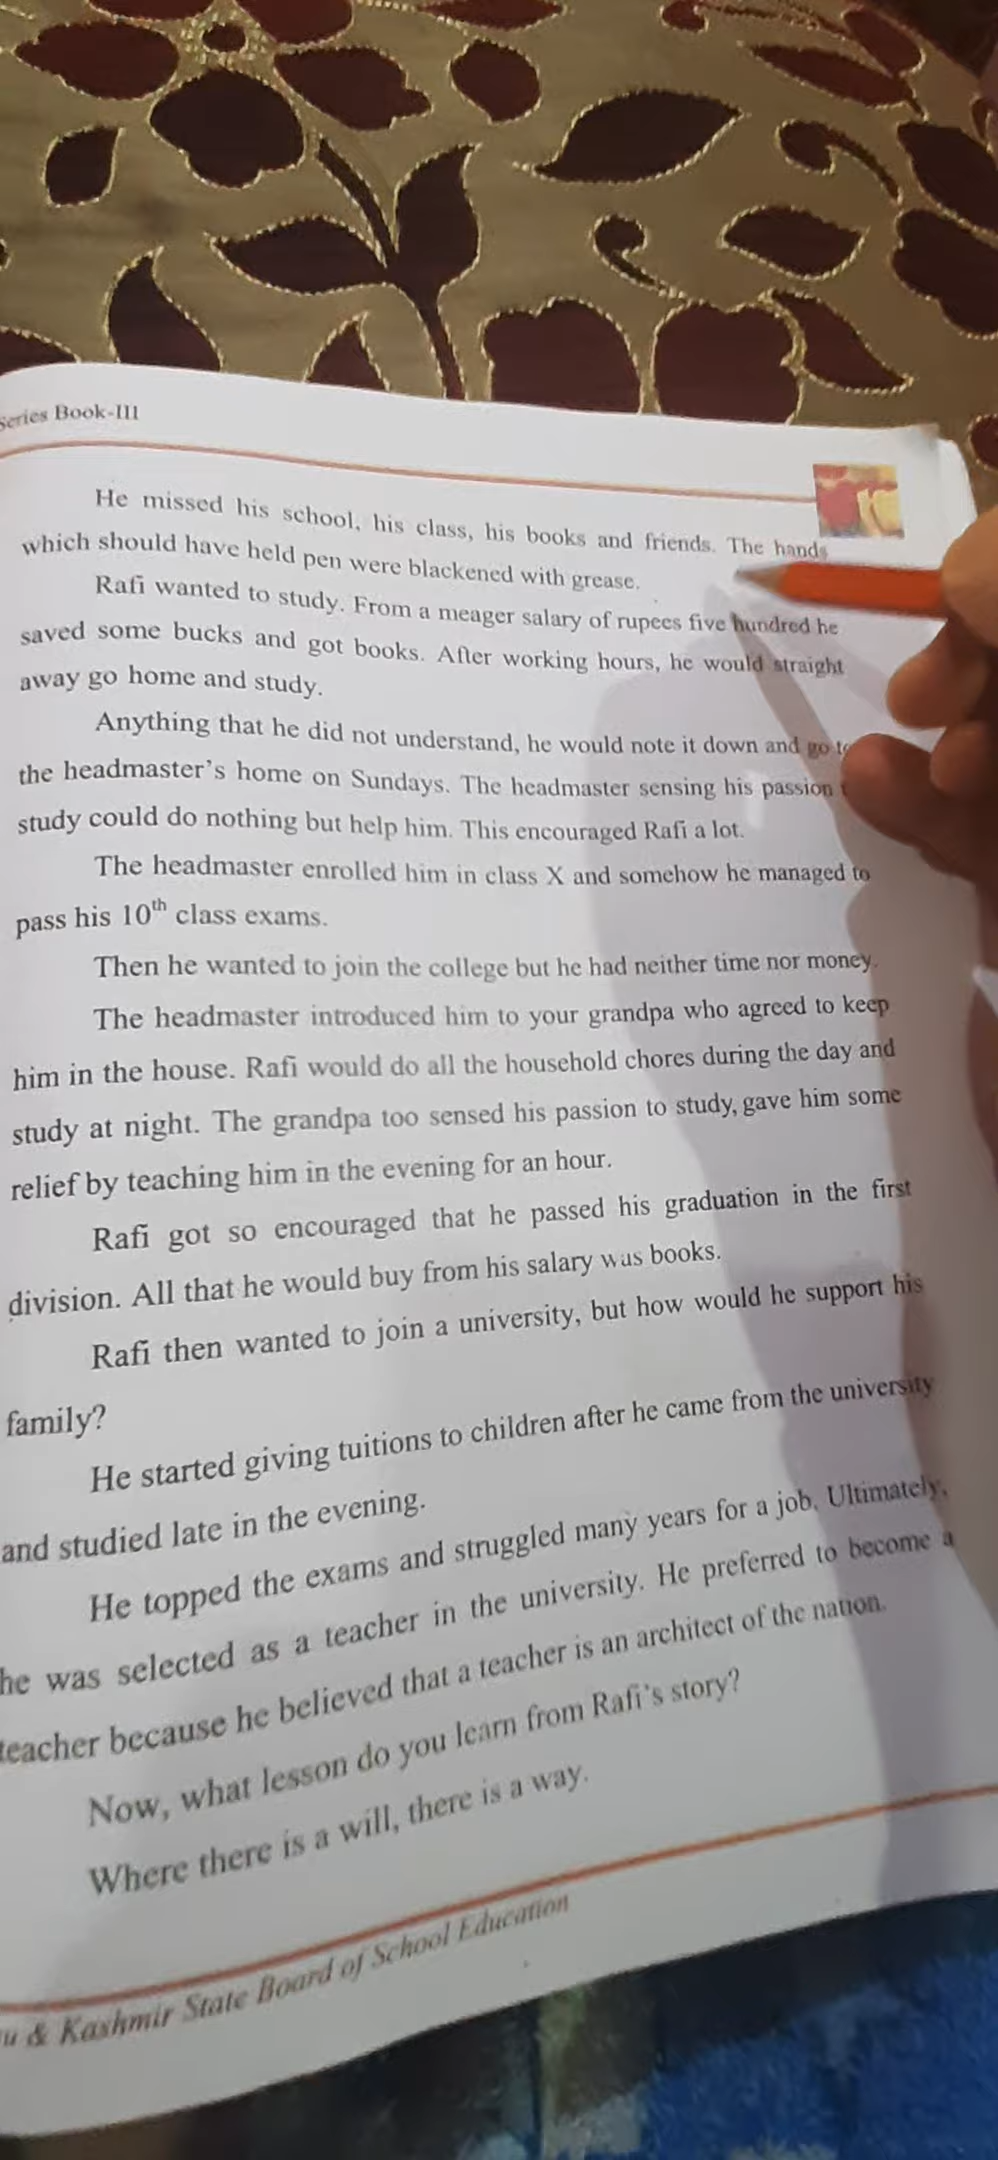 Series Book-III
He missed his school, his class, his books and friends. The hands
which should have held pen were blackened with grease.
Rafi wanted to study. From a meager salary of rupees five hundred he
saved some bucks and got books. After working hours, he would straight
away go home and study.
Anything that he did not understand, he would note it down and go
the headmaster's home on Sundays. The headmaster sensing his passion
study could do nothing but help him. This encouraged Rafi a lot.
The headmaster enrolled him in class X and somehow he managed to
pass his 10th class exams.
Then he wanted to join the college but he had neither time nor money.
The headmaster introduced him to your grandpa who agreed to keep
him in the house. Rafi would do all the household chores during the day and
study at night. The grandpa too sensed his passion to study, gave him some
relief by teaching him in the evening for an hour.
Rafi got so encouraged that he passed his graduation in the first
division. All that he would buy from his salary was books.
Rafi then wanted to join a university, but how would he support his
family?
He started giving tuitions to children after he came from the university
and studied late in the evening.
He topped the exams and struggled many years for a job. Ultimately,
he was selected as a teacher in the university. He preferred to become a
teacher because he believed that a teacher is an architect of the nation.
Now, what lesson do you learn from Rafi's story?
Where there is a will, there is a way.
& Kashmir State Board of School Education